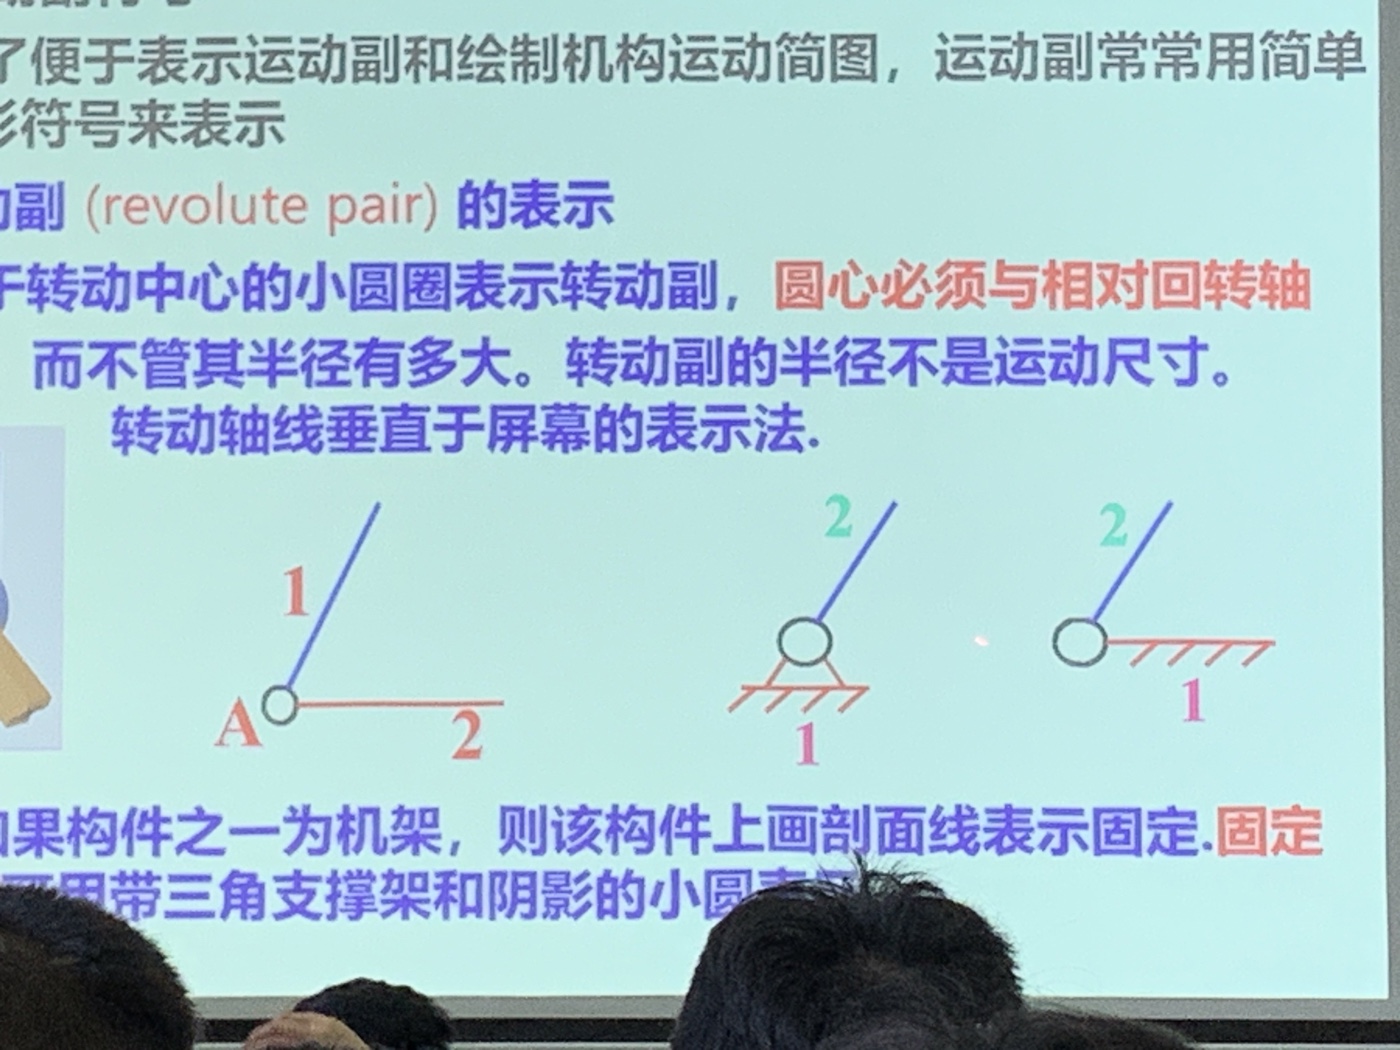 了便于表示运动副和绘制机构运动简图，运动副常常用简单
符号来表示
副 (revolute pair) 的表示
于转动中心的小圆圈表示转动副，圆心必须与相对回转轴
而不管其半径有多大。转动副的半径不是运动尺寸。
转动轴线垂直于屏幕的表示法.
2 2
1
A 2
1 1
果构件之一为机架，则该构件上画剖面线表示固定.固定
用带三角支撑架和阴影的小圆